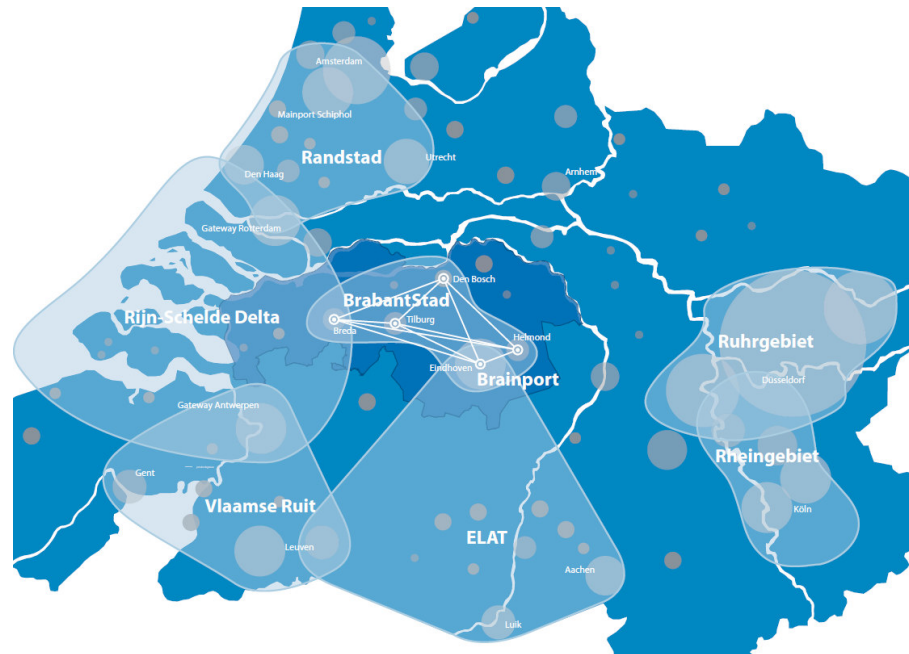 Amsterdam
Mainport Schiphol
Randstad
Utrecht
Den Haag
Arnhem
Gateway Rotterdam
Den Bosch
BrabantStad
Rijn-Schelde Delta
Tilburg
Breda
Helmond
Ruhrgebiet
Eindhoven
Brainport
Düsseldorf
Gateway Antwerpen
Rheingebiet
Gent
Vlaamse Ruit
Köln
ELAT
Leuven
Aachen
Luik